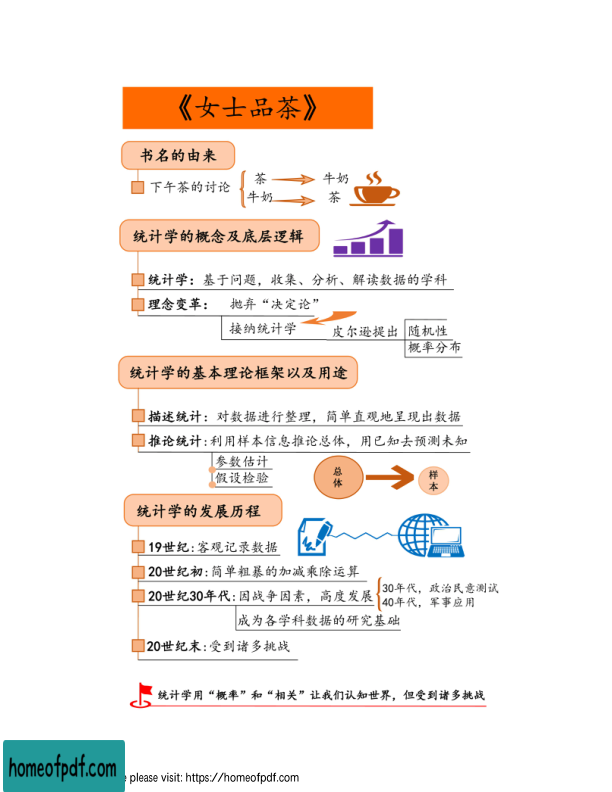 《女士品茶》
书名的由来
下午茶的讨论
茶 牛奶
牛奶 茶
统计学的概念及底层逻辑
统计学：基于问题，收集、分析、解读数据的学科
理念变革： 抛弃“决定论”
接纳统计学 皮尔逊提出 随机性
概率分布
统计学的基本理论框架以及用途
描述统计：对数据进行整理，简单直观地呈现出数据
推论统计:利用样本信息推论总体，用已知去预测未知
参数估计
假设检验
总体
样本
统计学的发展历程
19世纪:客观记录数据
20世纪初:简单粗暴的加减乘除运算
20世纪30年代:因战争因素，高度发展
30年代，政治民意测试
40年代，军事应用
成为各学科数据的研究基础
20世纪末:受到诸多挑战
统计学用“概率”和“相关”让我们认知世界，但受到诸多挑战
homeofpdf.com
please visit: https://homeofpdf.com